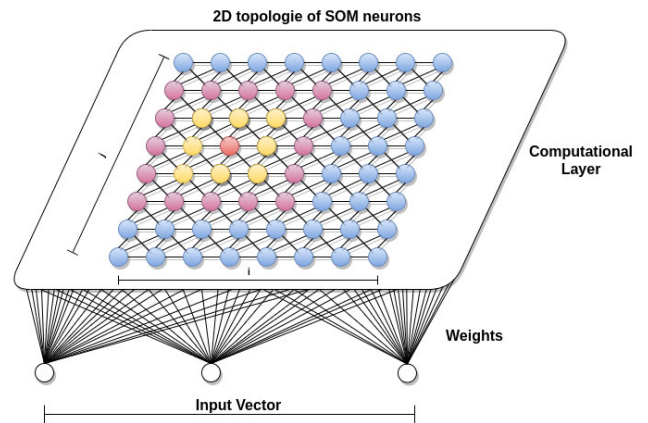 2D topologie of SOM neurons
j
Computational
Layer
i
Weights
Input Vector